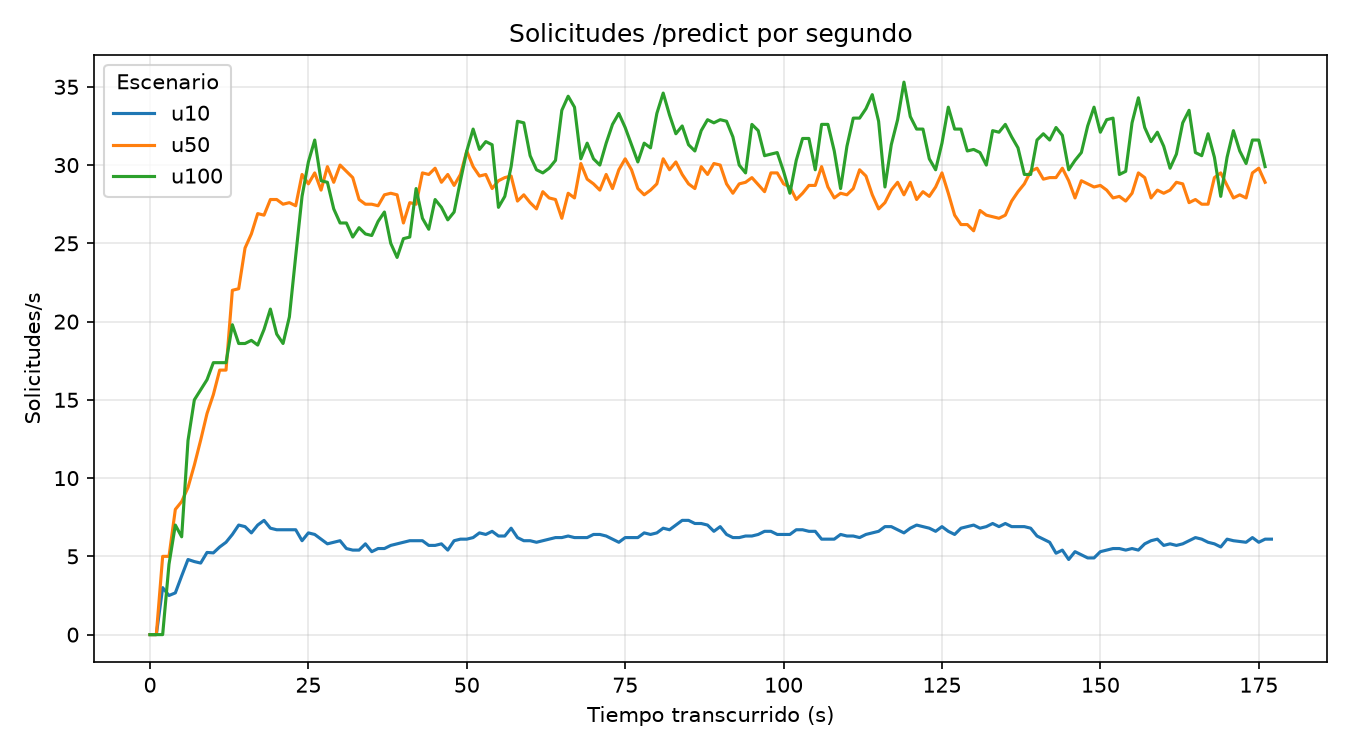 Solicitudes /predict por segundo
Escenario
u10
u50
u100
Solicitudes/s
35
30
25
20
15
10
5
0
0 25 50 75 100 125 150 175
Tiempo transcurrido (s)